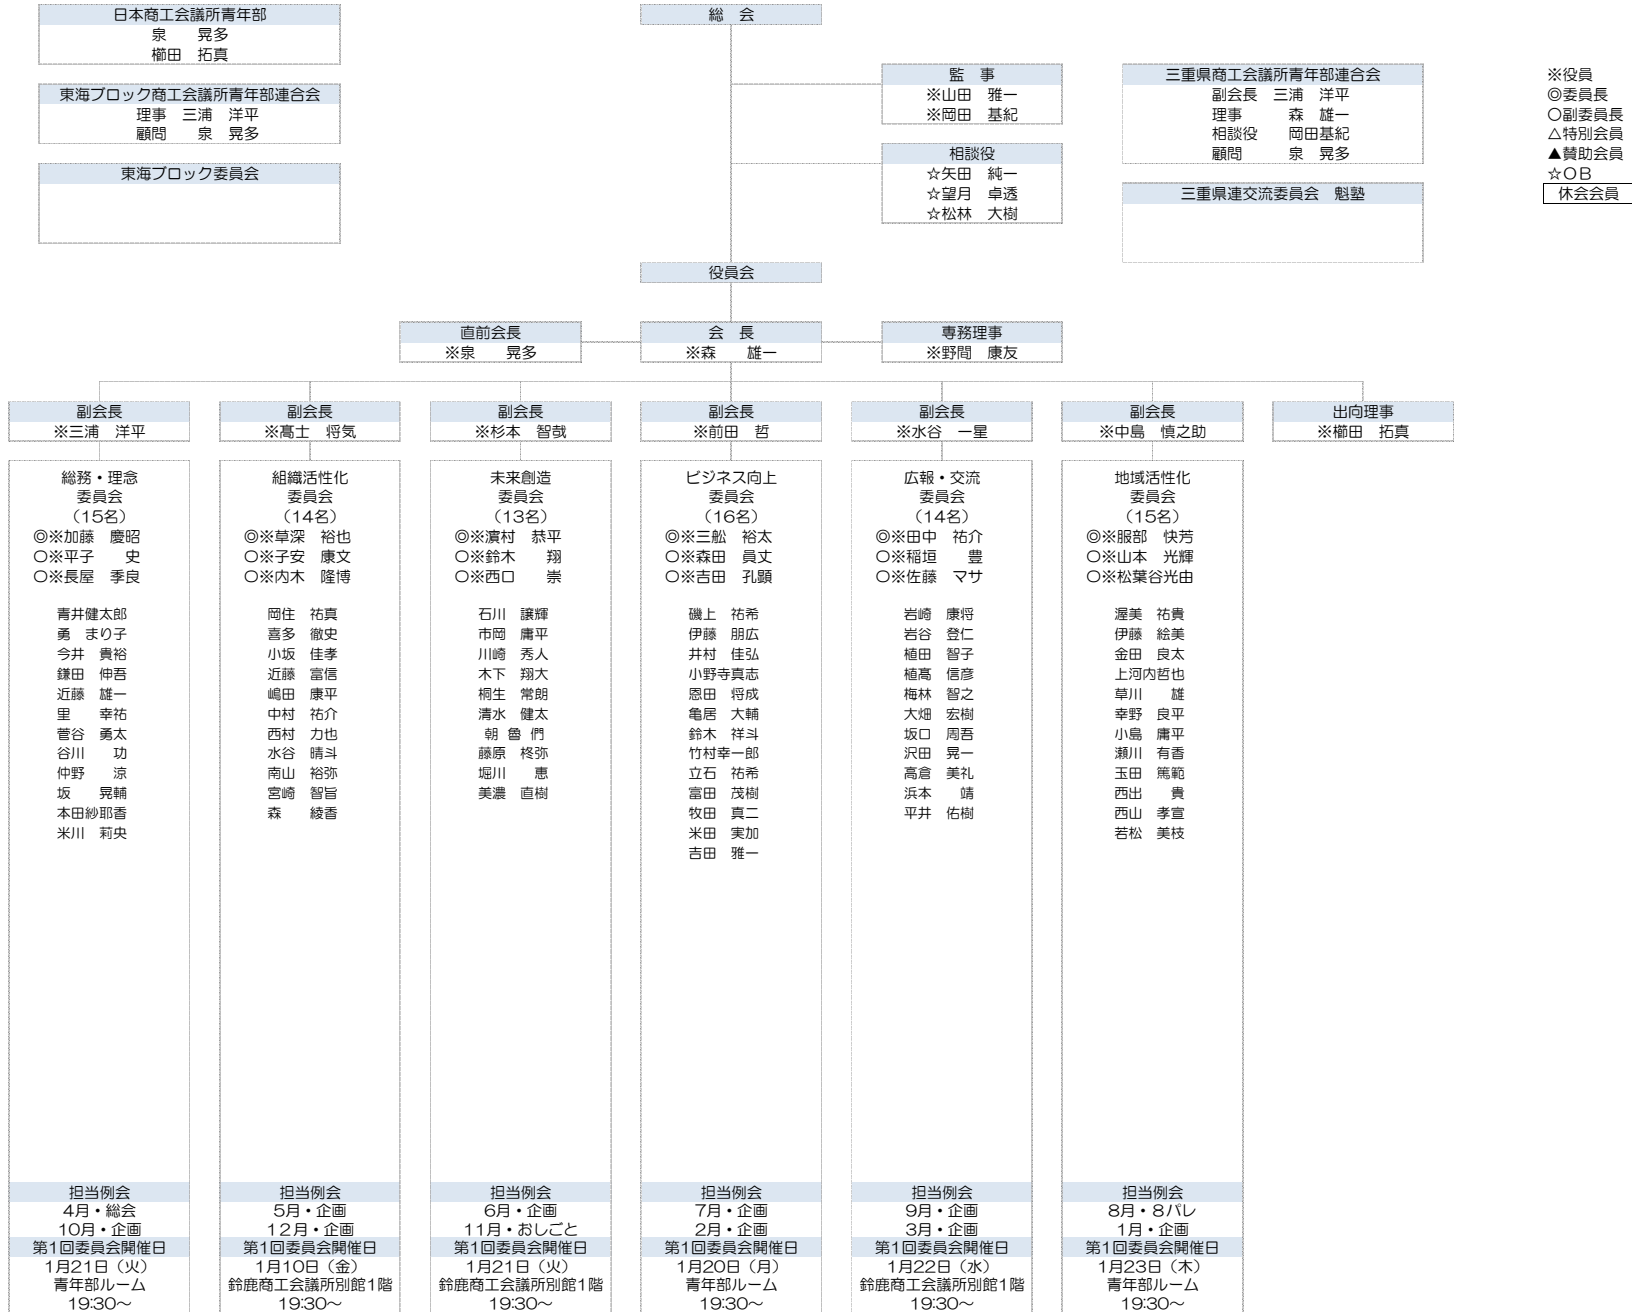 日本商工会議所青年部
泉　　晃多
櫛田　拓真
東海ブロック商工会議所青年部連合会
理事　三浦　洋平
顧問　　泉　晃多
東海ブロック委員会
総　会
監　事
※山田　雅一
※岡田　基紀
相談役
☆矢田　純一
☆望月　卓透
☆松林　大樹
三重県商工会議所青年部連合会
副会長　三浦　洋平
理事　　　森　雄一
相談役　　岡田基紀
顧問　　　泉　晃多
三重県連交流委員会　魁塾
※役員
◎委員長
〇副委員長
△特別会員
▲賛助会員
☆ＯＢ
休会会員
役員会
直前会長
※泉　　晃多
会　長
※森　　雄一
専務理事
※野間　康友
副会長
※三浦　洋平
総務・理念
委員会
（15名）
◎※加藤　慶昭
〇※平子　　史
〇※長屋　季良
青井健太郎
勇　まり子
今井　貴裕
鎌田　伸吾
近藤　雄一
里　　幸祐
菅谷　勇太
谷川　　功
仲野　　涼
坂　　晃輔
本田紗耶香
米川　莉央
担当例会
4月・総会
10月・企画
第1回委員会開催日
1月21日（火）
青年部ルーム
19:30～
副会長
※髙士　将気
組織活性化
委員会
（14名）
◎※草深　裕也
〇※子安　康文
〇※内木　隆博
岡住　祐真
喜多　徹史
小坂　佳孝
近藤　富信
嶋田　康平
中村　祐介
西村　力也
水谷　晴斗
南山　裕弥
宮崎　智旨
森　　綾香
担当例会
5月・企画
12月・企画
第1回委員会開催日
1月10日（金）
鈴鹿商工会議所別館1階
19:30～
副会長
※杉本　智哉
未来創造
委員会
（13名）
◎※濵村　恭平
〇※鈴木　　翔
〇※西口　　崇
石川　譲輝
市岡　庸平
川崎　秀人
木下　翔大
桐生　常朗
清水　健太
朝　魯　們
藤原　柊弥
堀川　　恵
美濃　直樹
担当例会
6月・企画
11月・おしごと
第1回委員会開催日
1月21日（火）
鈴鹿商工会議所別館1階
19:30～
副会長
※前田　哲
ビジネス向上
委員会
（16名）
◎※三舩　裕太
〇※森田　員丈
〇※吉田　孔顕
磯上　祐希
伊藤　朋広
井村　佳弘
小野寺真志
恩田　将成
亀居　大輔
鈴木　祥斗
竹村幸一郎
立石　祐希
富田　茂樹
牧田　真二
米田　実加
吉田　雅一
担当例会
7月・企画
2月・企画
第1回委員会開催日
1月20日（月）
青年部ルーム
19:30～
副会長
※水谷　一星
広報・交流
委員会
（14名）
◎※田中　祐介
〇※稲垣　　豊
〇※佐藤　マサ
岩崎　康将
岩谷　登仁
植田　智子
植髙　信彦
梅林　智之
大畑　宏樹
坂口　周吾
沢田　晃一
高倉　美礼
浜本　　靖
平井　佑樹
担当例会
9月・企画
3月・企画
第1回委員会開催日
1月22日（水）
鈴鹿商工会議所別館1階
19:30～
副会長
※中島　慎之助
地域活性化
委員会
（15名）
◎※服部　快芳
〇※山本　光輝
〇※松葉谷光由
渥美　祐貴
伊藤　絵美
金田　良太
上河内哲也
草川　　雄
幸野　良平
小島　庸平
瀬川　有香
玉田　篤範
西出　　貴
西山　孝宣
若松　美枝
担当例会
8月・８パレ
1月・企画
第1回委員会開催日
1月23日（木）
青年部ルーム
19:30～
出向理事
※櫛田　拓真